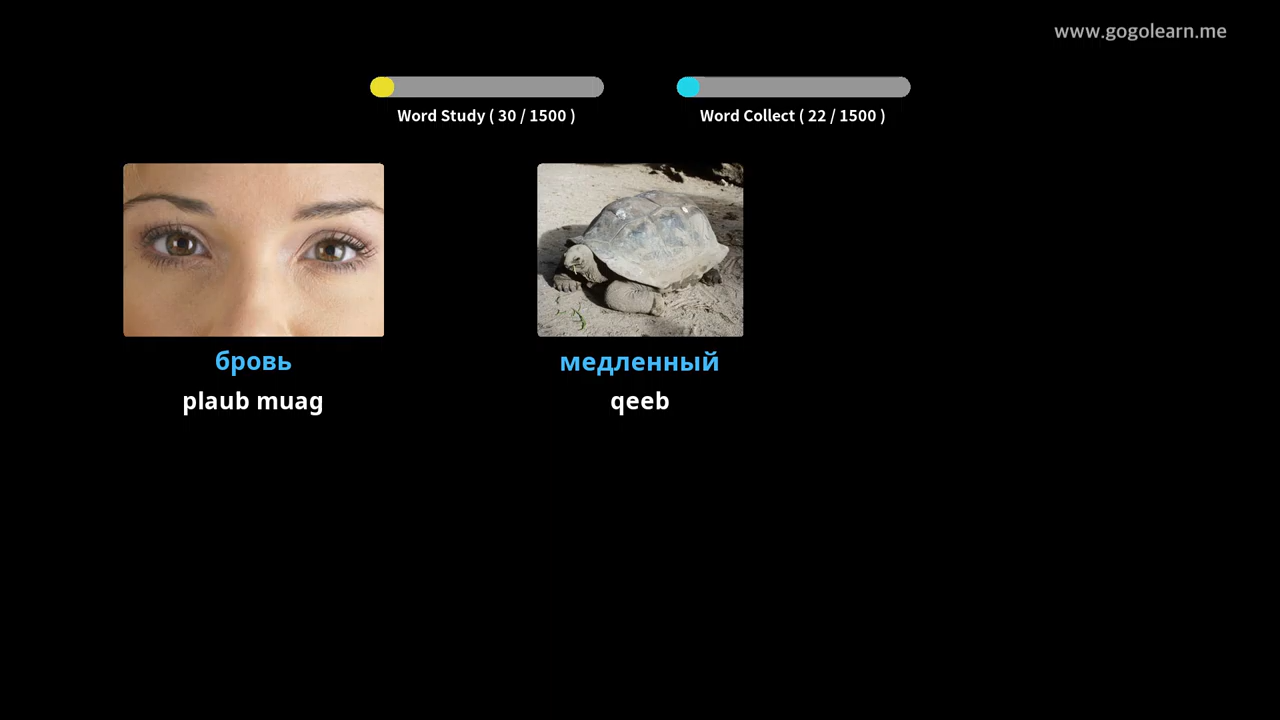 www.gogolearn.me
Word Study ( 30 / 1500 )
Word Collect ( 22 / 1500 )
бровь
plaub muag
медленный
qeeb